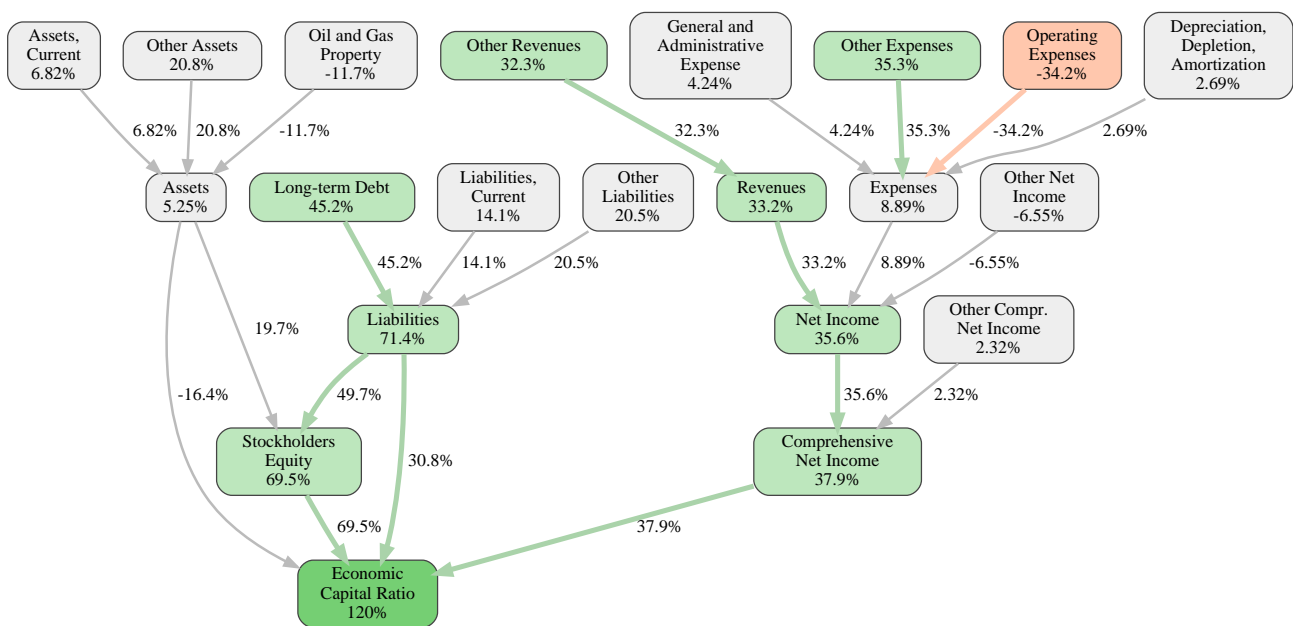 Assets,
Current
6.82%
Other Assets
20.8%
Oil and Gas
Property
-11.7%
Other Revenues
32.3%
General and
Administrative
Expense
4.24%
Other Expenses
35.3%
Operating
Expenses
-34.2%
Depreciation,
Depletion,
Amortization
2.69%
6.82%
20.8%
-11.7%
32.3%
4.24%
35.3%
-34.2%
2.69%
Assets
5.25%
Long-term Debt
45.2%
Liabilities,
Current
14.1%
Other
Liabilities
20.5%
Revenues
33.2%
Expenses
8.89%
Other Net
Income
-6.55%
45.2%
14.1%
20.5%
33.2%
8.89%
-6.55%
19.7%
Liabilities
71.4%
Net Income
35.6%
Other Compr.
Net Income
2.32%
-16.4%
49.7%
35.6%
2.32%
Stockholders
Equity
69.5%
30.8%
Comprehensive
Net Income
37.9%
69.5%
37.9%
Economic
Capital Ratio
120%